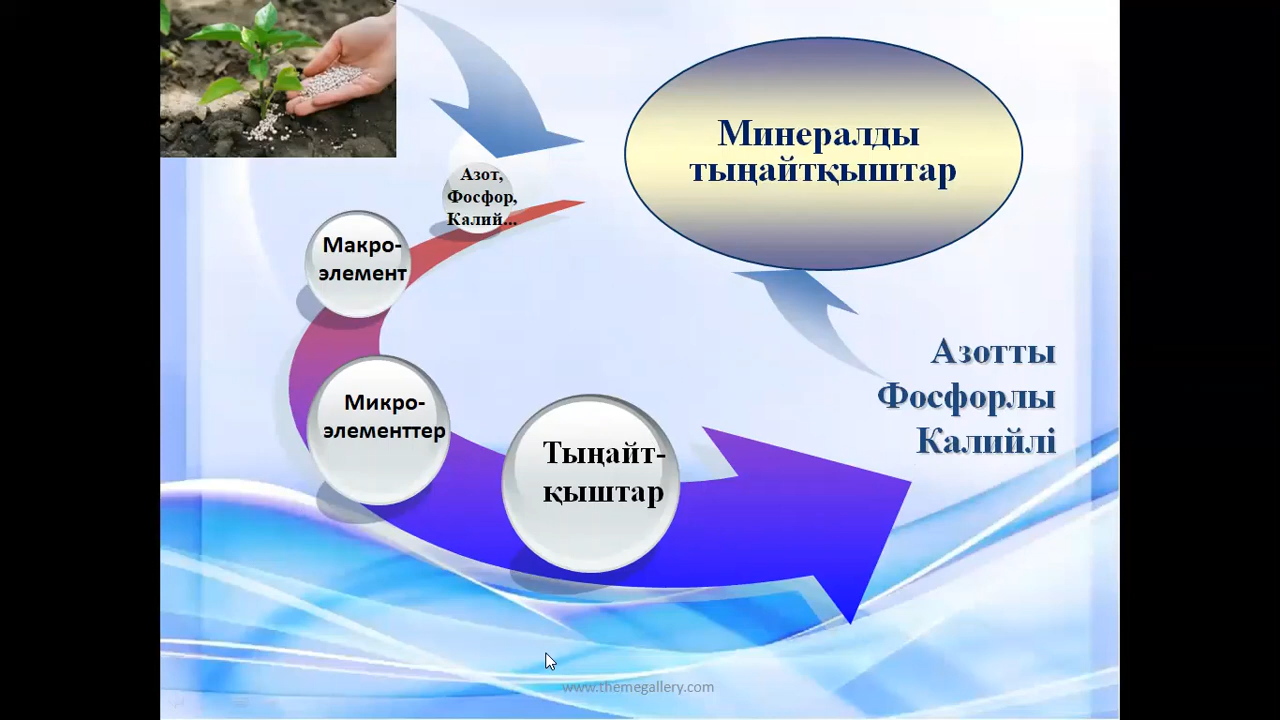 Минералды
тыңайтқыштар
Азот,
Фосфор,
Калий...
Макро-
элемент
Микро-
элементтер
Тыңайт-
қыштар
Азотты
Фосфорлы
Калийлі
www.themegallery.com